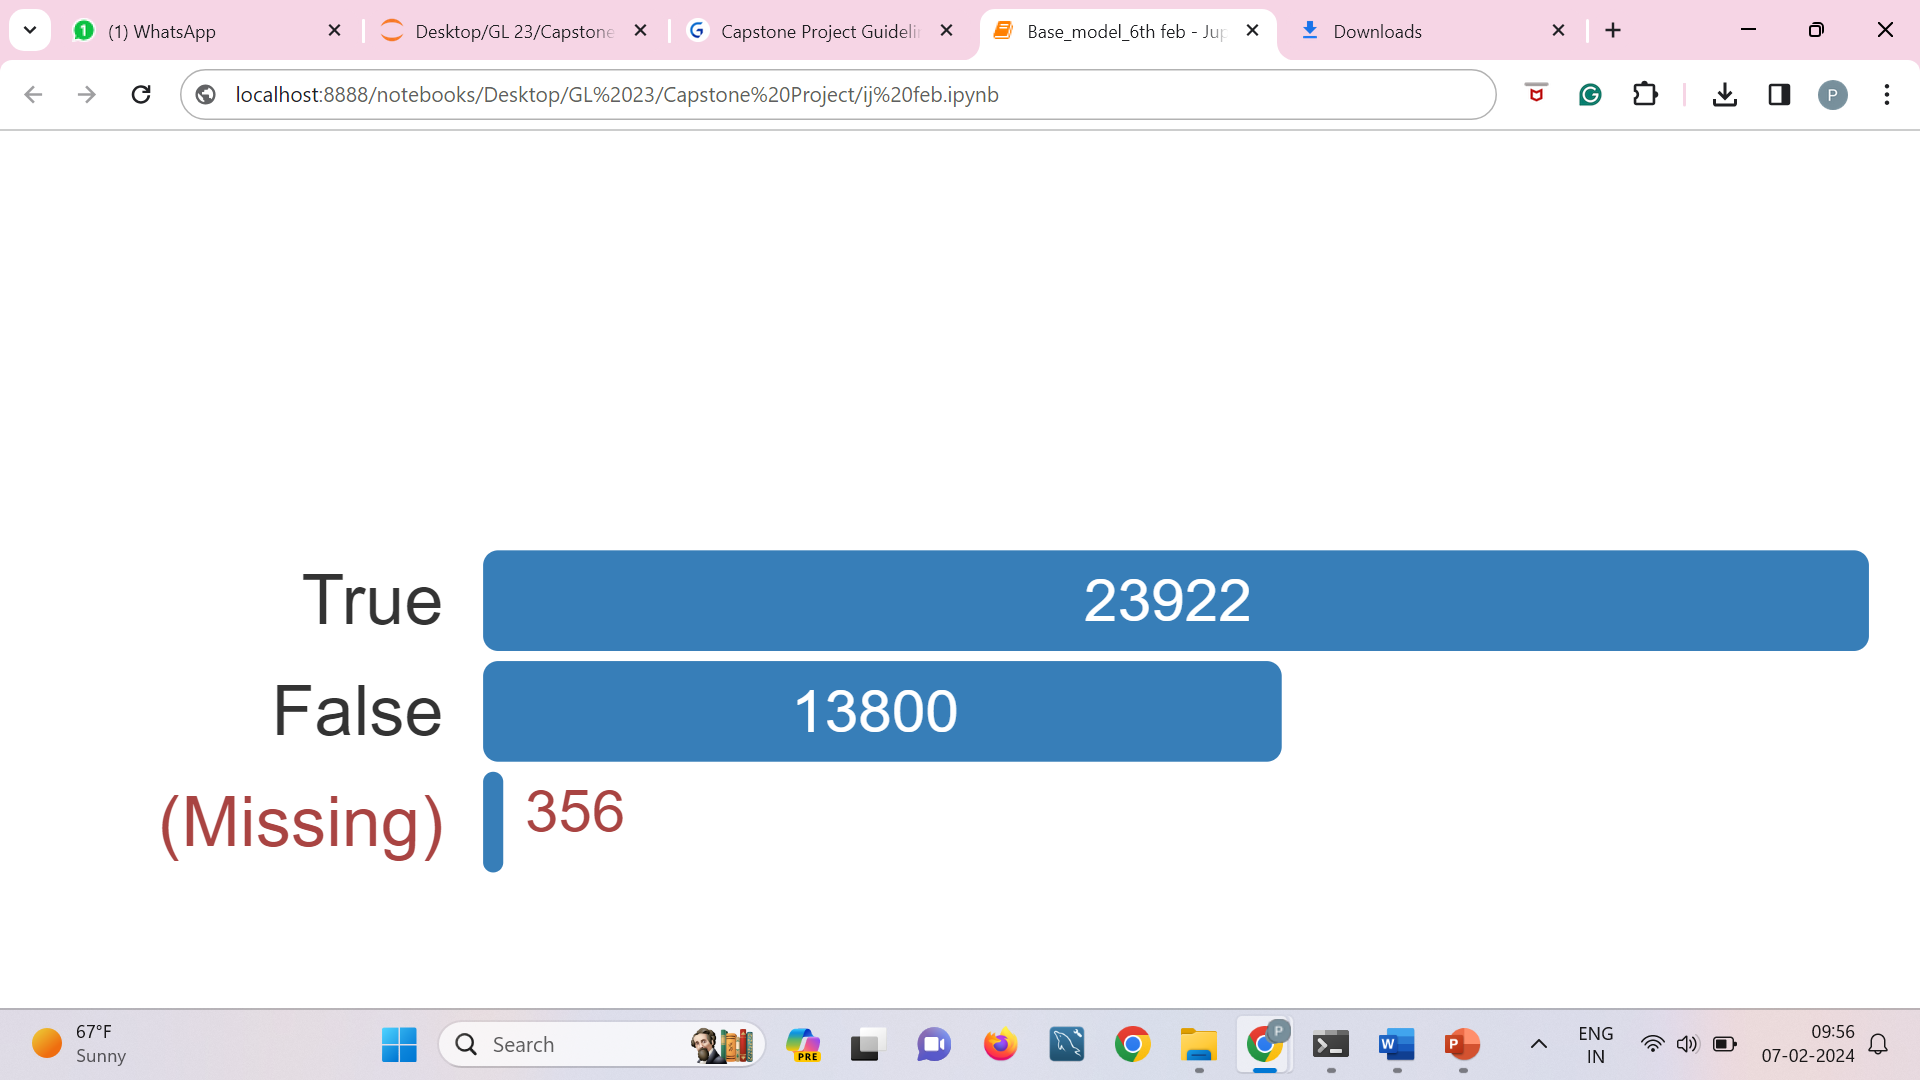 (1) WhatsApp
Desktop/GL 23/Capstone
Capstone Project Guideli
Base_model_6th feb - Jup
Downloads
localhost:8888/notebooks/Desktop/GL%2023/Capstone%20Project/ij%20feb.ipynb
P
True 23922
False 13800
(Missing) 356
67°F
Sunny
Search
PRE
P
ENG
IN
09:56
07-02-2024